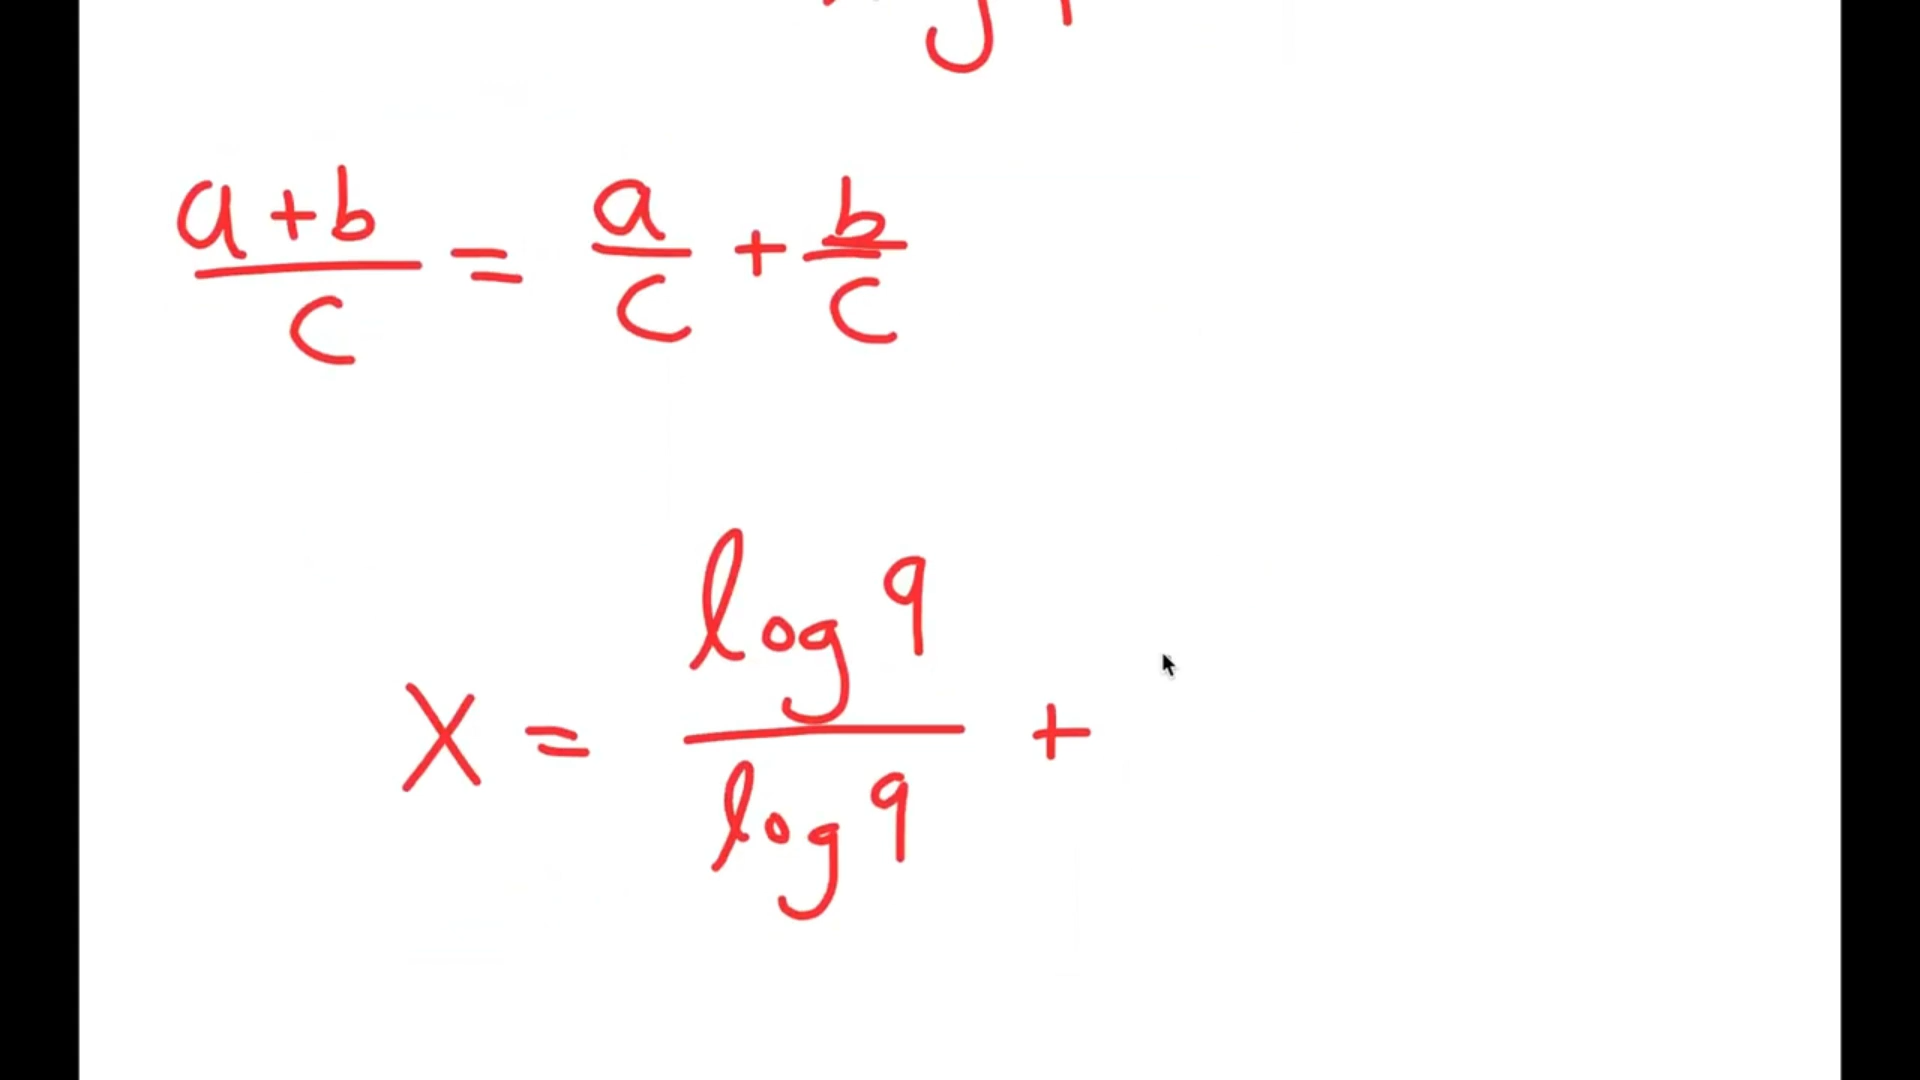 a+b/c = a/c + b/c
x = log 9/log 9 +